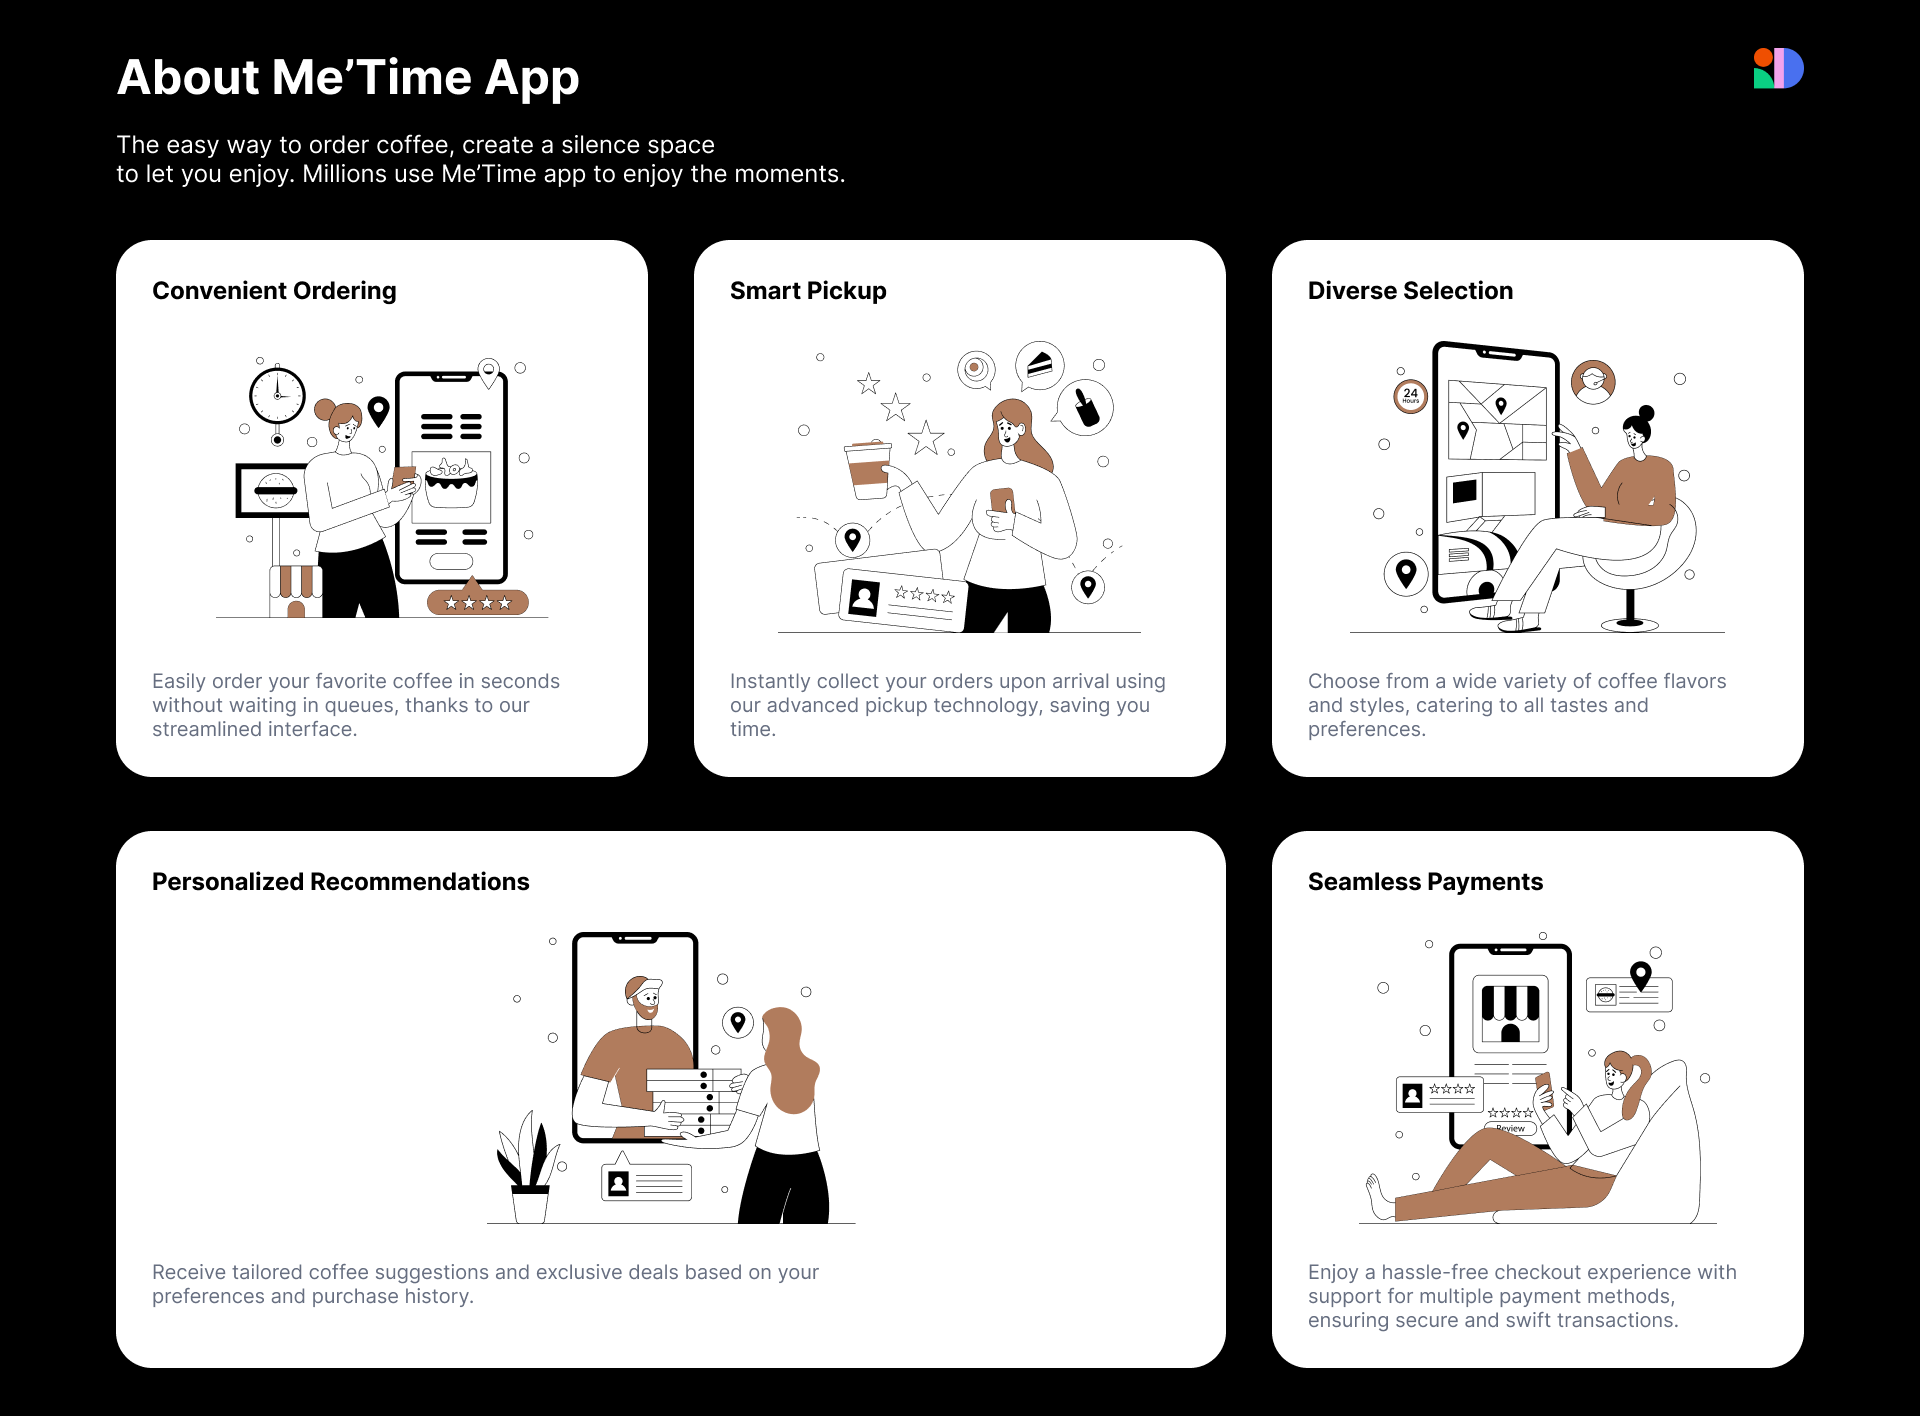 About Me’Time App
The easy way to order coffee, create a silence space
to let you enjoy. Millions use Me’Time app to enjoy the moments.
Convenient Ordering
Easily order your favorite coffee in seconds
without waiting in queues, thanks to our
streamlined interface.
Smart Pickup
Instantly collect your orders upon arrival using
our advanced pickup technology, saving you
time.
Diverse Selection
24
Hours
Choose from a wide variety of coffee flavors
and styles, catering to all tastes and
preferences.
Personalized Recommendations
Receive tailored coffee suggestions and exclusive deals based on your
preferences and purchase history.
Seamless Payments
Review
Enjoy a hassle-free checkout experience with
support for multiple payment methods,
ensuring secure and swift transactions.